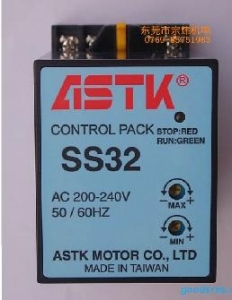 ASTK®
CONTROL PACK
STOP:RED
RUN:GREEN
SS32
AC 200-240V
50 / 60HZ
MAX
MIN
ASTK MOTOR CO., LTD
MADE IN TAIWAN